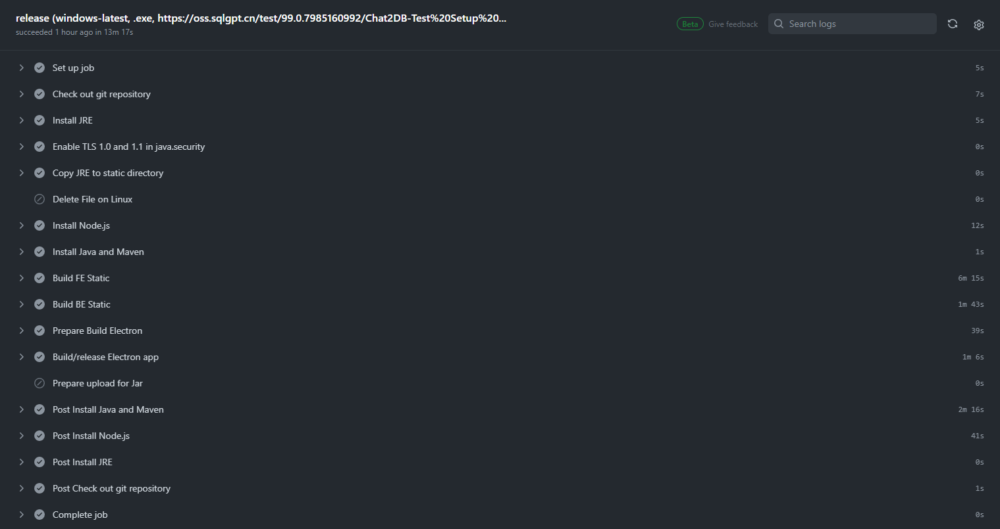 release (windows-latest, .exe, https://oss.sqlgpt.cn/test/99.0.7985160992/Chat2DB-Test%20Setup%20...
succeeded 1 hour ago in 13m 17s
Beta Give feedback
Search logs
Set up job 5s
Check out git repository 7s
Install JRE 5s
Enable TLS 1.0 and 1.1 in java.security 0s
Copy JRE to static directory 0s
Delete File on Linux 0s
Install Node.js 12s
Install Java and Maven 1s
Build FE Static 6m 15s
Build BE Static 1m 43s
Prepare Build Electron 39s
Build/release Electron app 1m 6s
Prepare upload for Jar 0s
Post Install Java and Maven 2m 16s
Post Install Node.js 41s
Post Install JRE 0s
Post Check out git repository 1s
Complete job 0s